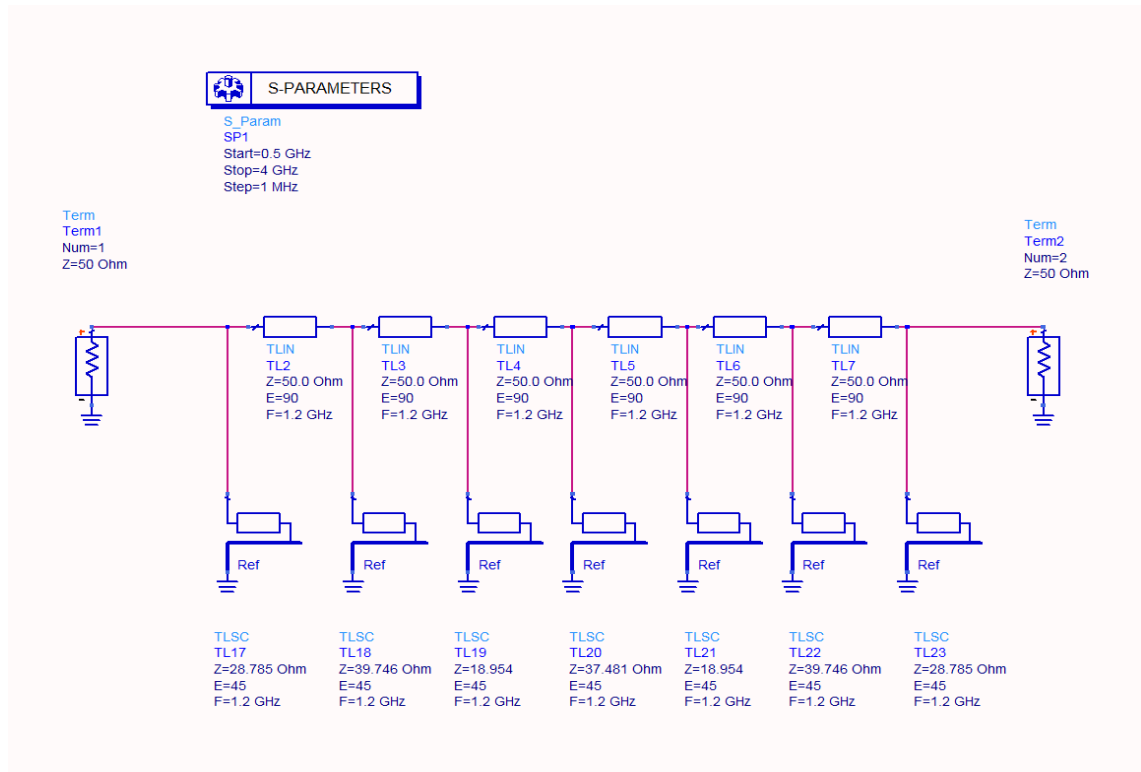 S-PARAMETERS
S_Param
SP1
Start=0.5 GHz
Stop=4 GHz
Step=1 MHz
Term
Term1
Num=1
Z=50 Ohm
Term
Term2
Num=2
Z=50 Ohm
+
-
+
-
TLIN
TL2
Z=50.0 Ohm
E=90
F=1.2 GHz
TLIN
TL3
Z=50.0 Ohm
E=90
F=1.2 GHz
TLIN
TL4
Z=50.0 Ohm
E=90
F=1.2 GHz
TLIN
TL5
Z=50.0 Ohm
E=90
F=1.2 GHz
TLIN
TL6
Z=50.0 Ohm
E=90
F=1.2 GHz
TLIN
TL7
Z=50.0 Ohm
E=90
F=1.2 GHz
Ref
Ref
Ref
Ref
Ref
Ref
Ref
TLSC
TL17
Z=28.785 Ohm
E=45
F=1.2 GHz
TLSC
TL18
Z=39.746 Ohm
E=45
F=1.2 GHz
TLSC
TL19
Z=18.954
E=45
F=1.2 GHz
TLSC
TL20
Z=37.481 Ohm
E=45
F=1.2 GHz
TLSC
TL21
Z=18.954
E=45
F=1.2 GHz
TLSC
TL22
Z=39.746 Ohm
E=45
F=1.2 GHz
TLSC
TL23
Z=28.785 Ohm
E=45
F=1.2 GHz